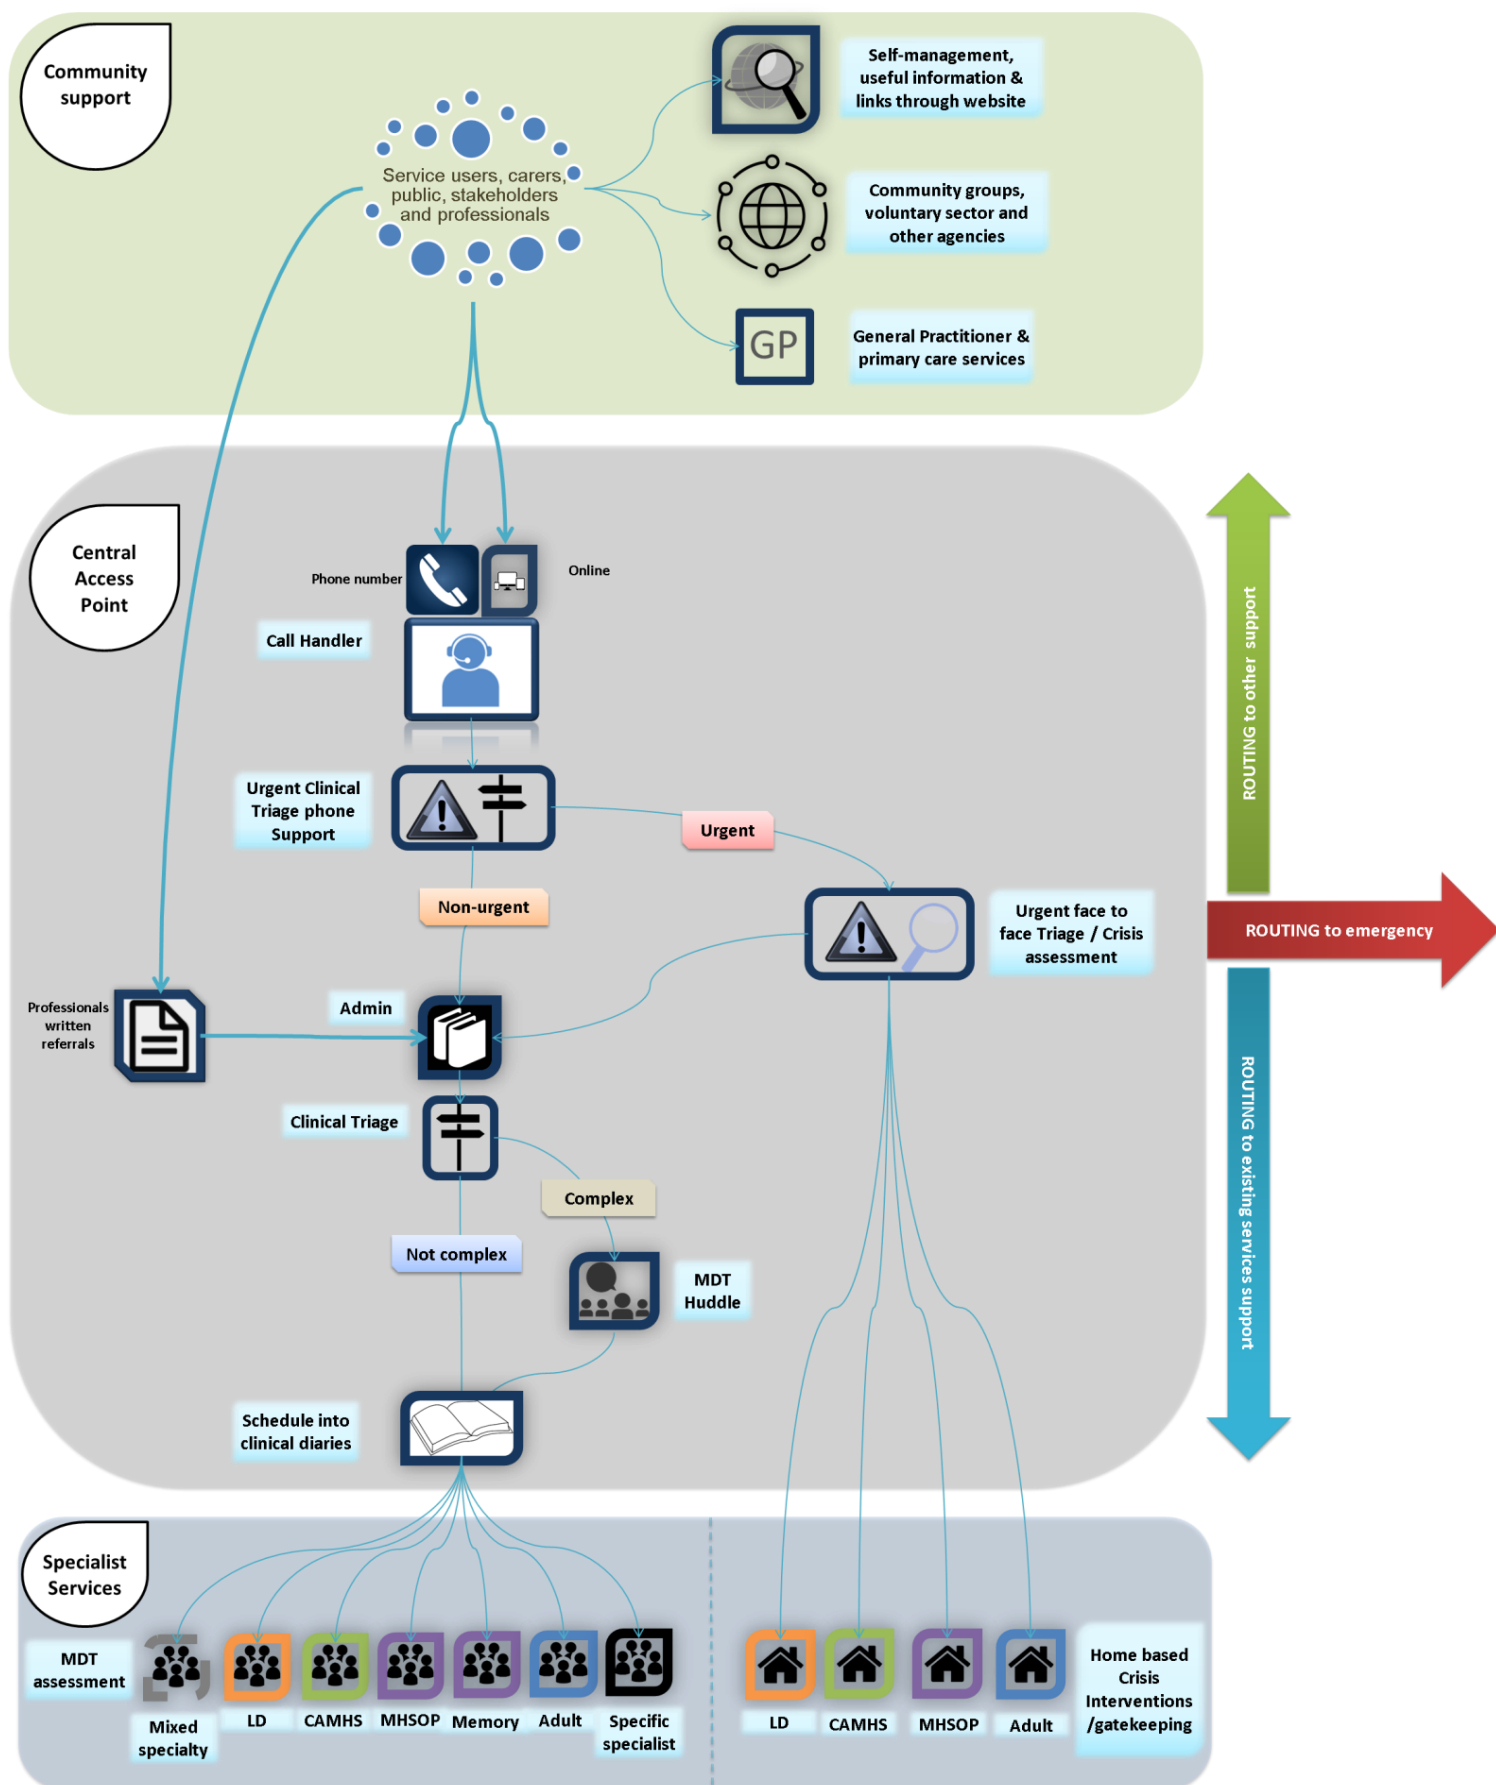 Community
support
Self-management,
useful information &
links through website
Service users, carers,
public, stakeholders
and professionals
Community groups,
voluntary sector and
other agencies
GP
General Practitioner &
primary care services
Central
Access
Point
Phone number
Online
Call Handler
Urgent Clinical
Triage phone
Support
Urgent
Non-urgent
Urgent face to
face Triage / Crisis
assessment
ROUTING to other support
ROUTING to emergency
ROUTING to existing services support
Professionals
written
referrals
Admin
Clinical Triage
Complex
Not complex
MDT
Huddle
Schedule into
clinical diaries
Specialist
Services
MDT
assessment
Mixed
specialty
LD
CAMHS
MHSOP
Memory
Adult
Specific
specialist
LD
CAMHS
MHSOP
Adult
Home based
Crisis
Interventions
/gatekeeping